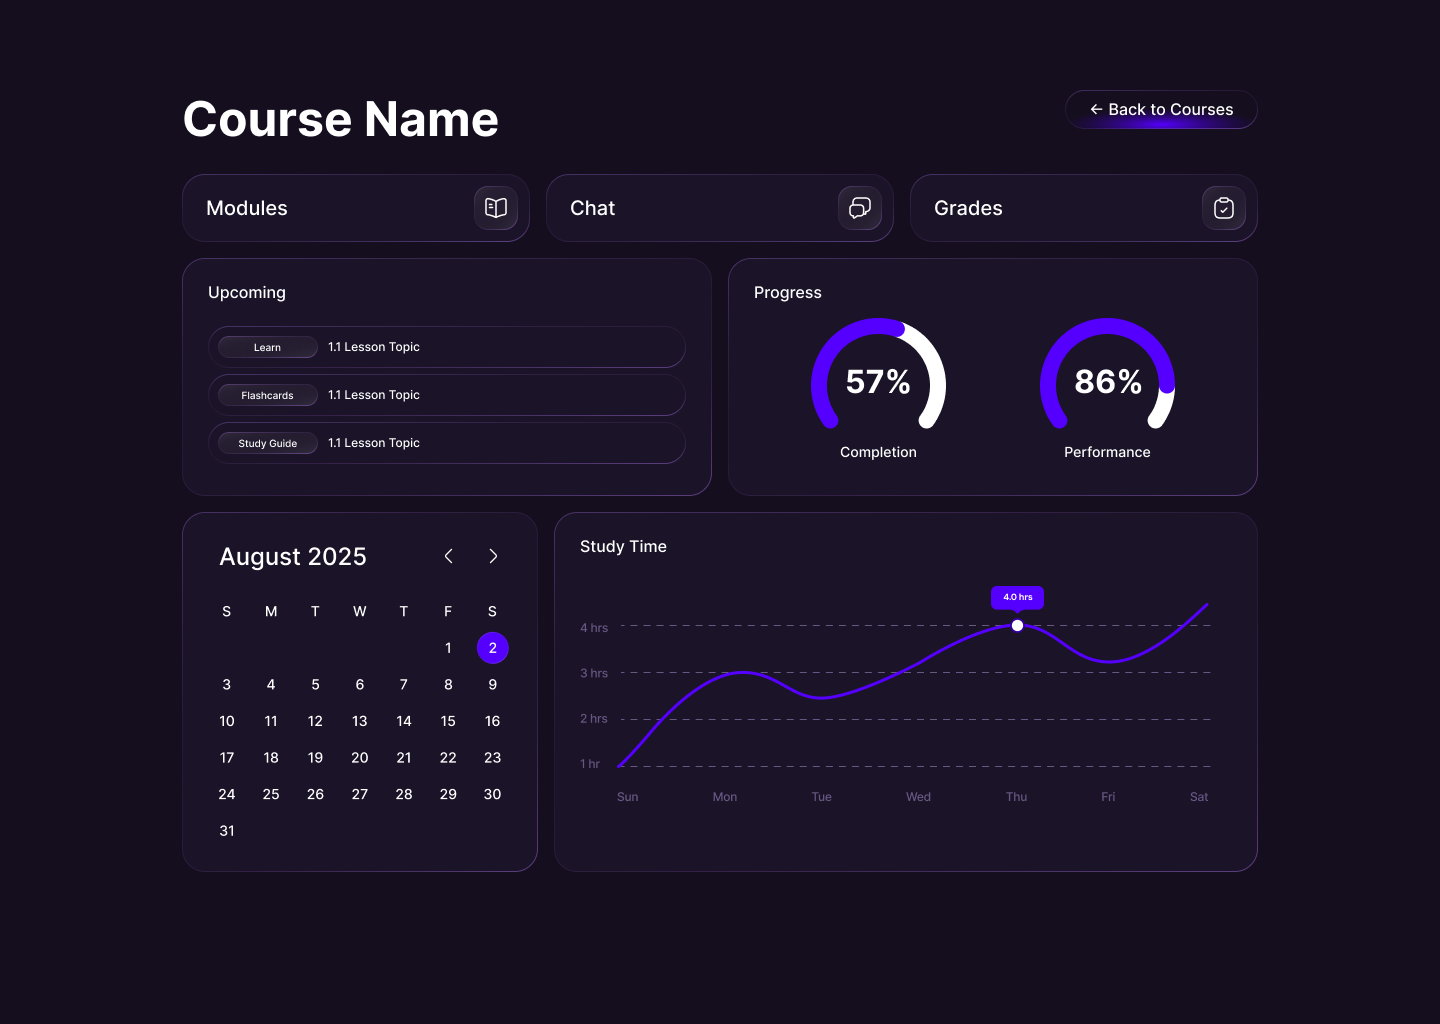 Course Name
← Back to Courses
Modules
Chat
Grades
Upcoming
Learn 1.1 Lesson Topic
Flashcards 1.1 Lesson Topic
Study Guide 1.1 Lesson Topic
Progress
57%
Completion
86%
Performance
August 2025
S M T W T F S
1 2
3 4 5 6 7 8 9
10 11 12 13 14 15 16
17 18 19 20 21 22 23
24 25 26 27 28 29 30
31
Study Time
4.0 hrs
4 hrs
3 hrs
2 hrs
1 hr
Sun Mon Tue Wed Thu Fri Sat